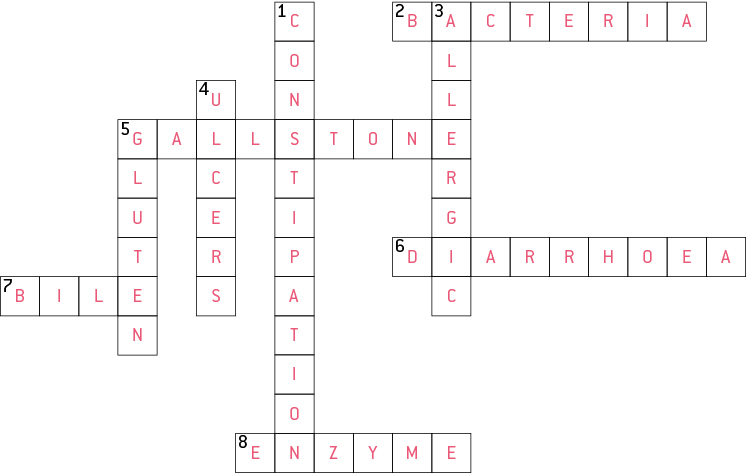 1 C 2 B 3 A C T E R I A
O L
4 U N L
5 G A L L S T O N E
L C T R
U E I G
T R P 6 D I A R R H O E A
7 B I L E S A C
N T
I
O
8 E N Z Y M E